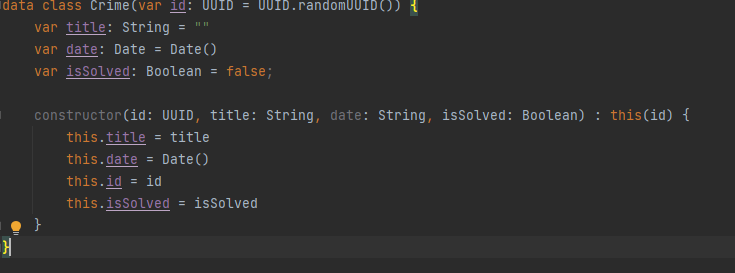 data class Crime(var id: UUID = UUID.randomUUID()) {
var title: String = ""
var date: Date = Date()
var isSolved: Boolean = false;
constructor(id: UUID, title: String, date: String, isSolved: Boolean) : this(id) {
this.title = title
this.date = Date()
this.id = id
this.isSolved = isSolved
}
}